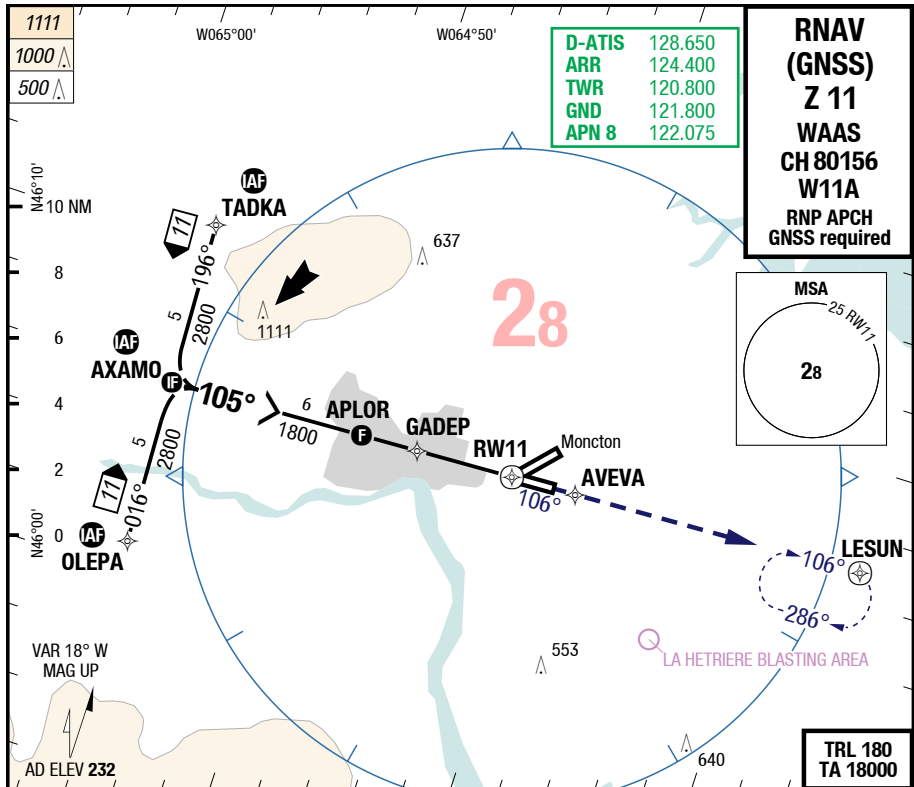 1111
1000
500
W065°00'
W064°50'
D-ATIS 128.650
ARR 124.400
TWR 120.800
GND 121.800
APN 8 122.075
RNAV
(GNSS)
Z 11
WAAS
CH 80156
W11A
RNP APCH
GNSS required
N46°10'
10 NM
8
6
4
2
0
N46°00'
IAF
TADKA
11
196°
5
2800
637
1111
28
MSA
25 RW11
28
IAF
AXAMO
IF
105°
6
1800
APLOR
F
GADEP
RW11
Moncton
106°
AVEVA
5
2800
11
016°
IAF
OLEPA
LESUN
106°
286°
LA HETRIERE BLASTING AREA
553
640
VAR 18° W
MAG UP
AD ELEV 232
TRL 180
TA 18000